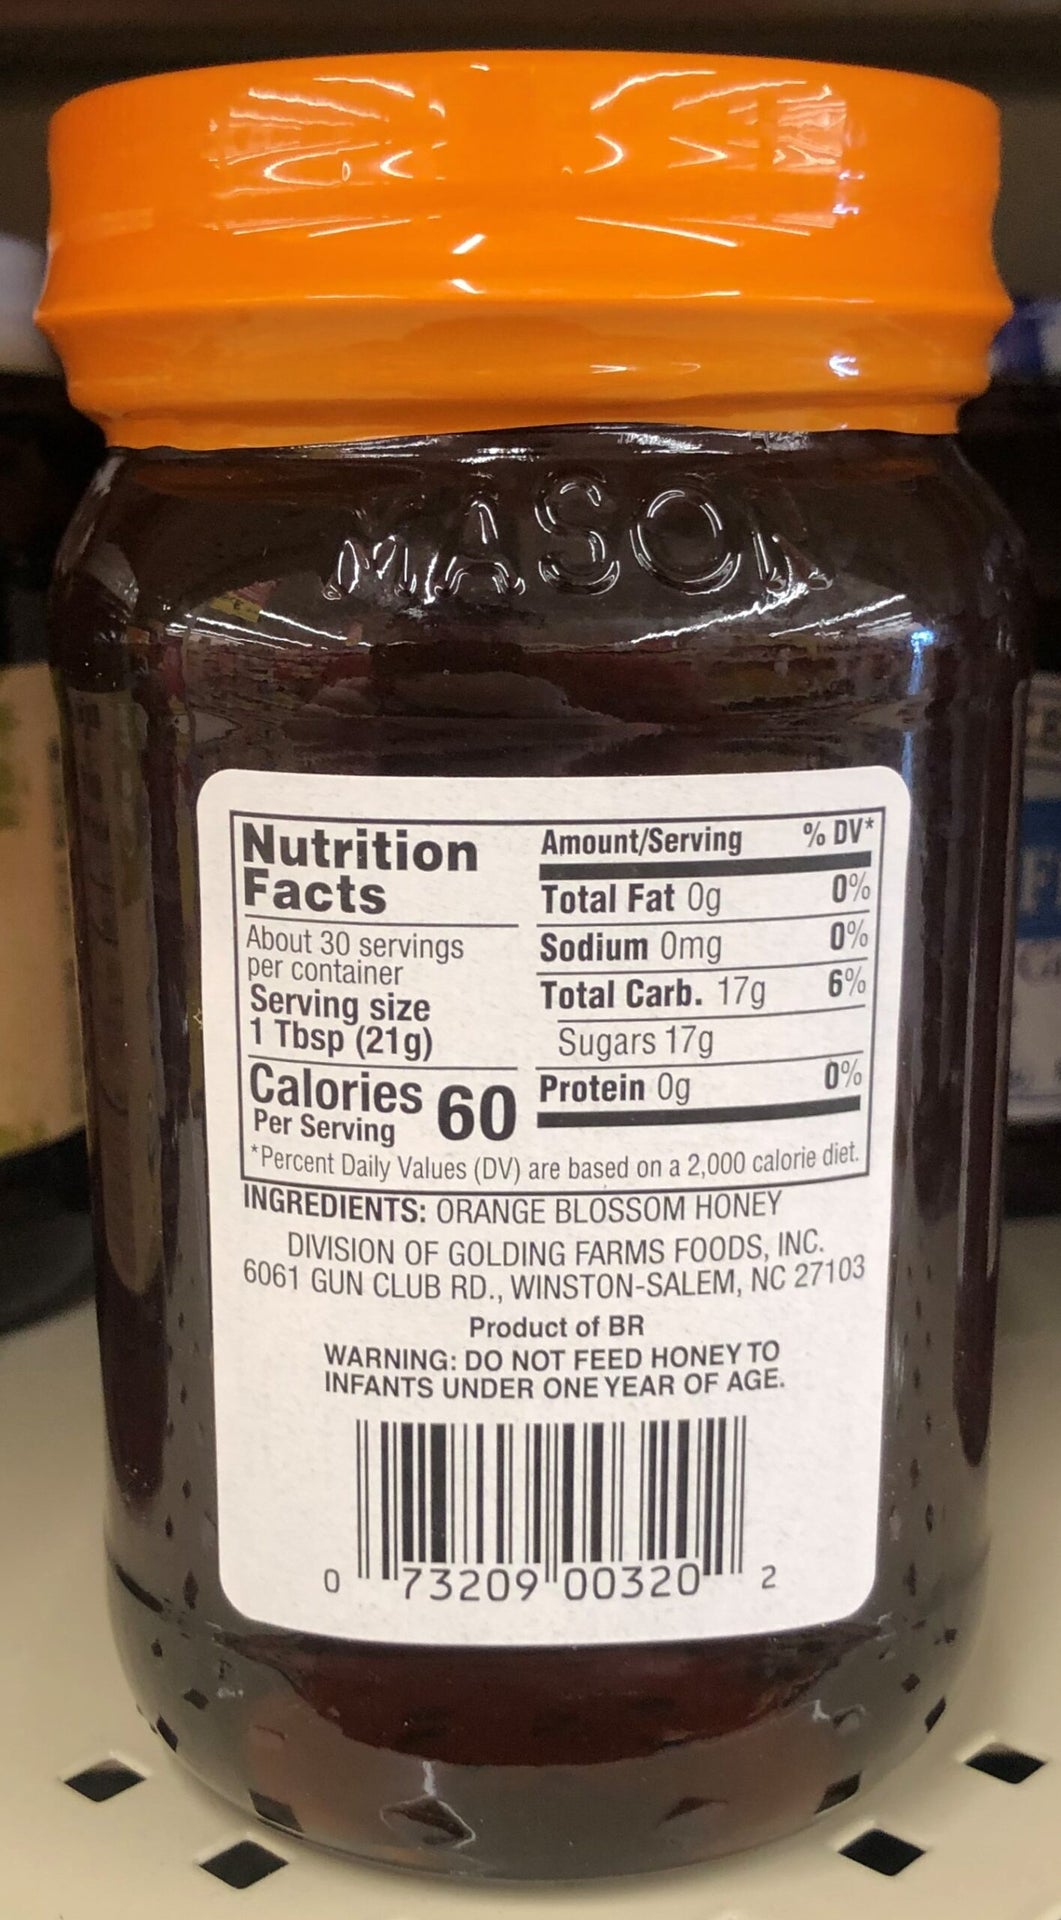 MASON
Nutrition
Facts
About 30 servings
per container
Serving size
1 Tbsp (21g)
Calories 60
Per Serving
Amount/Serving % DV*
Total Fat 0g 0%
Sodium 0mg 0%
Total Carb. 17g 6%
Sugars 17g
Protein 0g 0%
*Percent Daily Values (DV) are based on a 2,000 calorie diet.
INGREDIENTS: ORANGE BLOSSOM HONEY
DIVISION OF GOLDING FARMS FOODS, INC.
6061 GUN CLUB RD., WINSTON-SALEM, NC 27103
Product of BR
WARNING: DO NOT FEED HONEY TO
INFANTS UNDER ONE YEAR OF AGE.
0 73209 00320 2